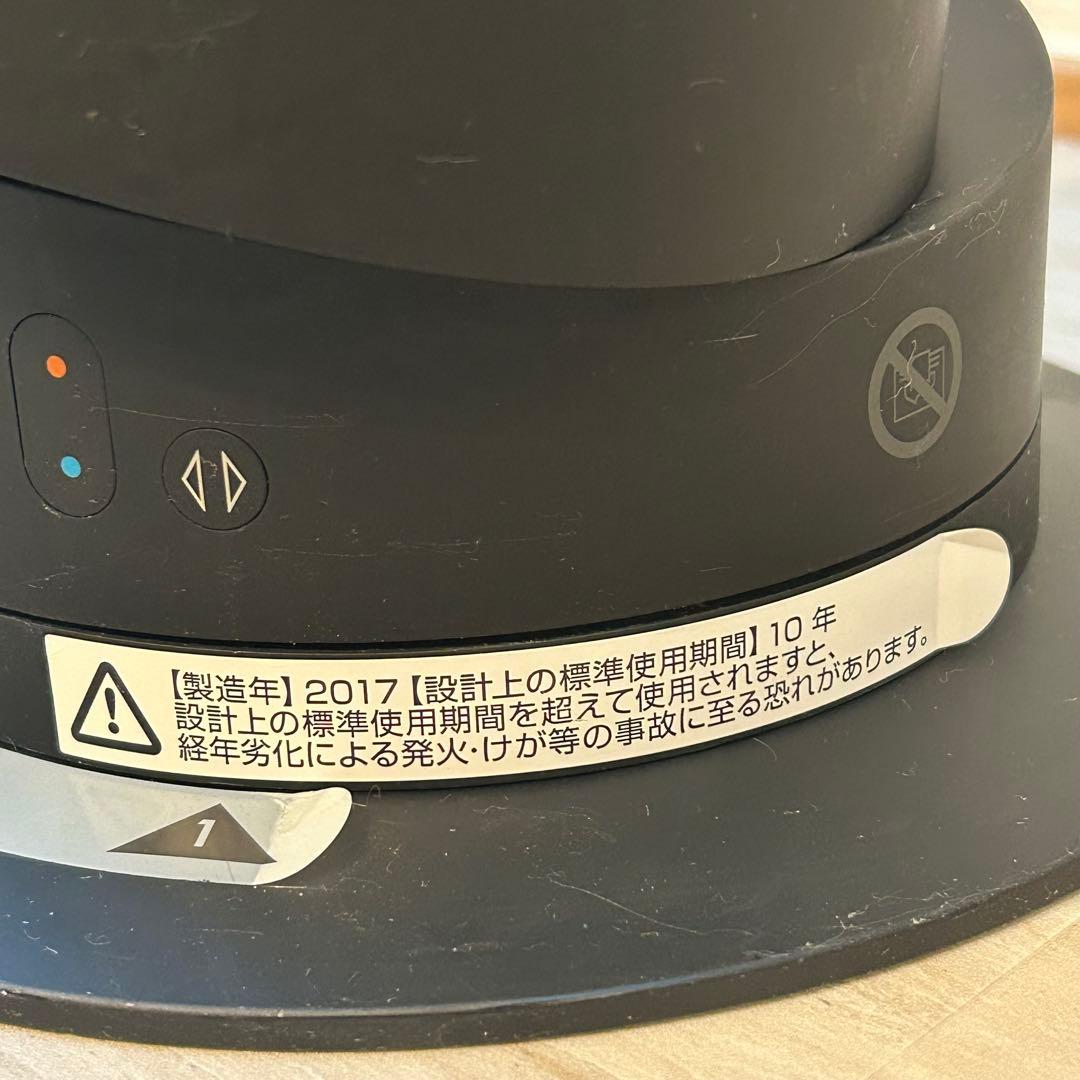 【製造年】2017【設計上の標準使用期間】10 年
設計上の標準使用期間を超えて使用されますと、
経年劣化による発火・けが等の事故に至る恐れがあります。
1